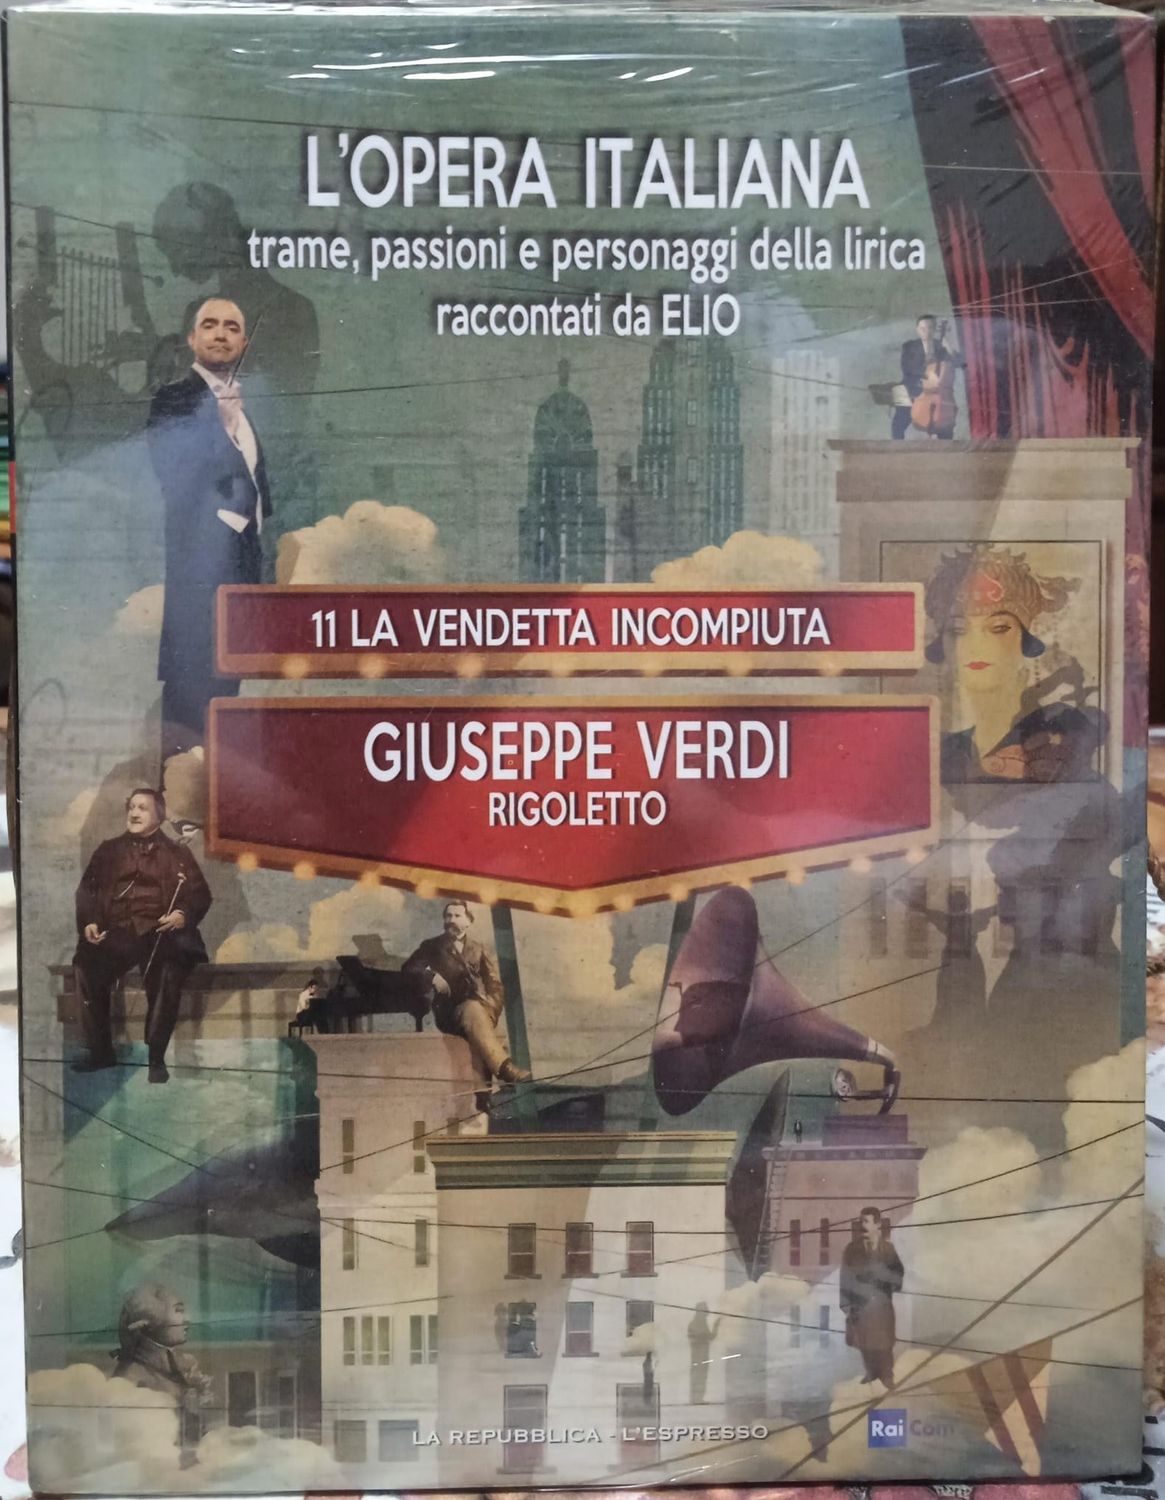 L'OPERA ITALIANA
trame, passioni e personaggi della lirica
raccontati da ELIO
11 LA VENDETTA INCOMPIUTA
GIUSEPPE VERDI
RIGOLETTO
LA REPUBBLICA - L'ESPRESSO
Rai Com